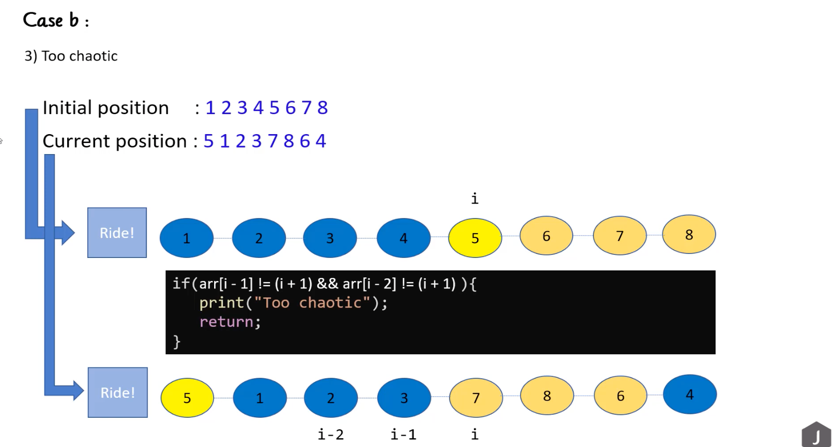 Case b :
3) Too chaotic
Initial position : 1 2 3 4 5 6 7 8
Current position : 5 1 2 3 7 8 6 4
i
Ride! 1 2 3 4 5 6 7 8
if(arr[i - 1] != (i + 1) && arr[i - 2] != (i + 1) ){
print("Too chaotic");
return;
}
Ride! 5 1 2 3 7 8 6 4
i-2 i-1 i
J